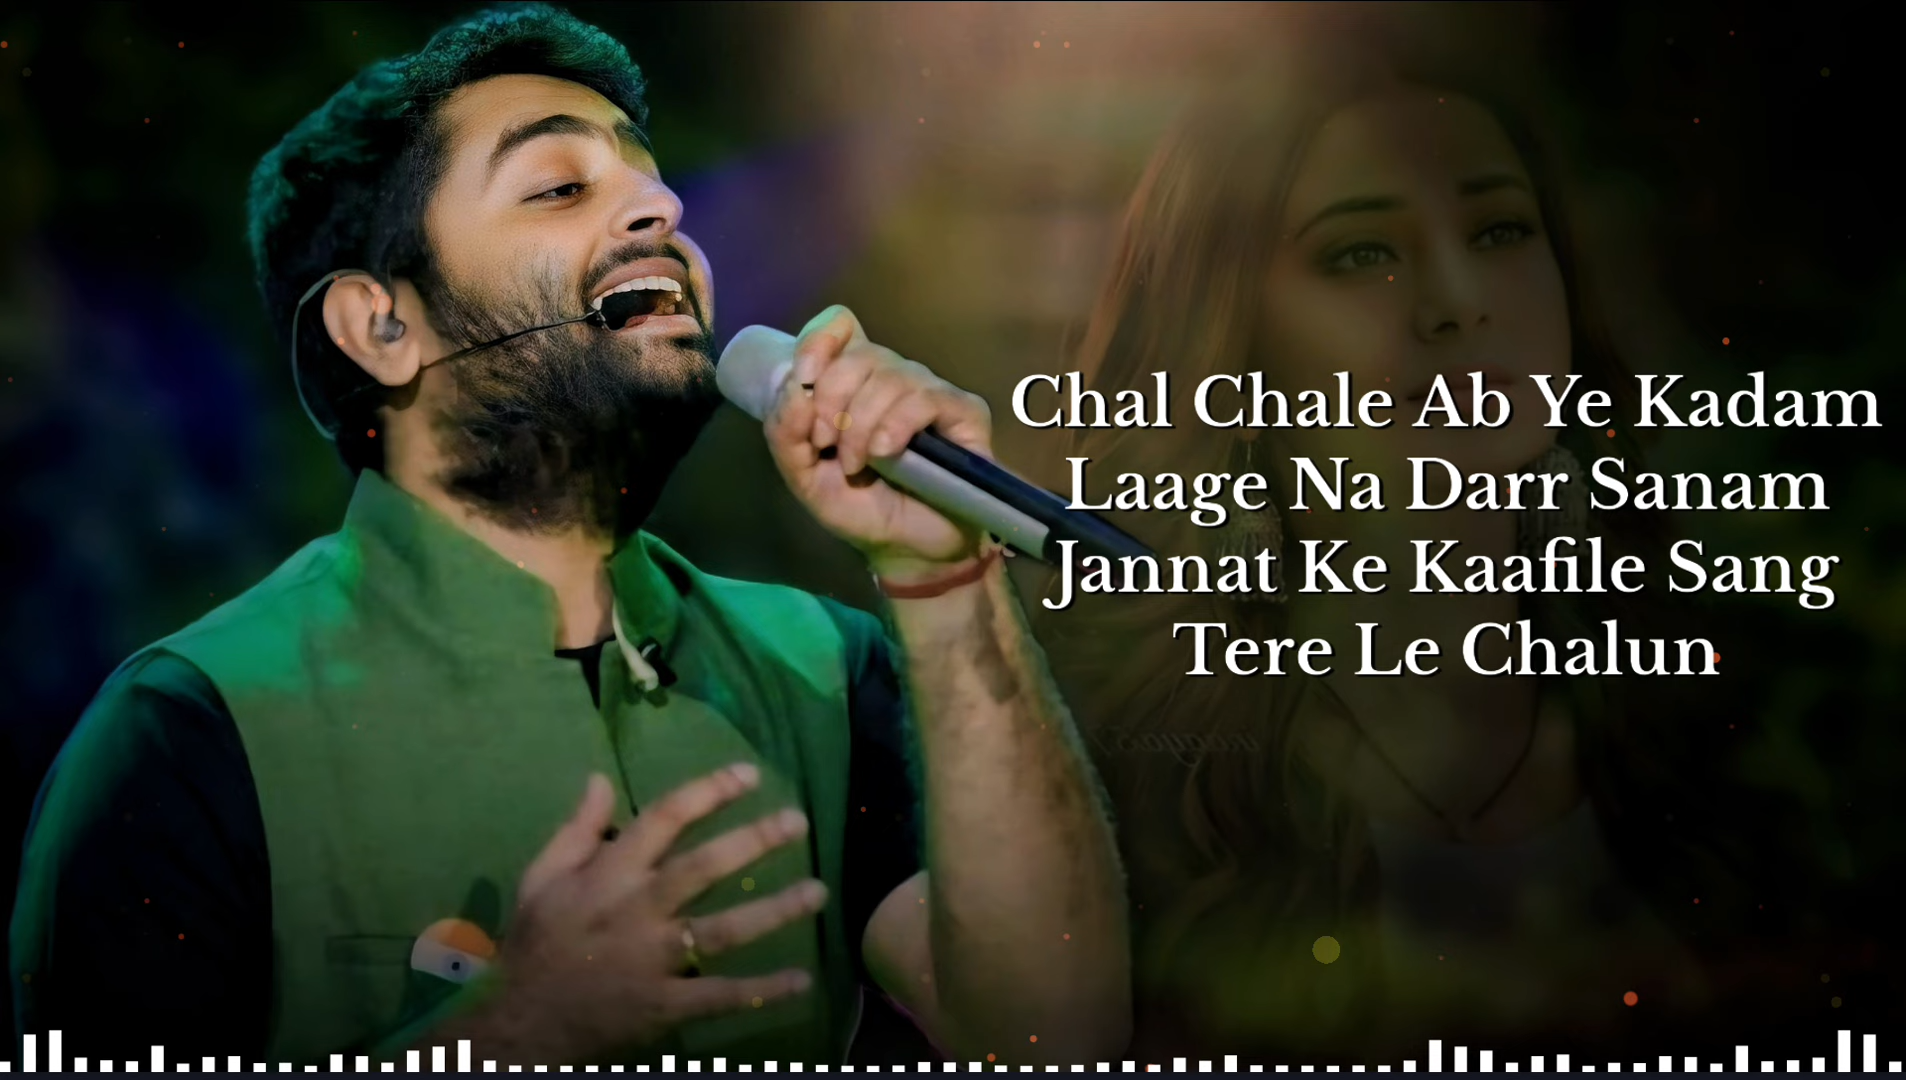 Chal Chale Ab Ye Kadam
Laage Na Darr Sanam
Jannat Ke Kaafile Sang
Tere Le Chalun